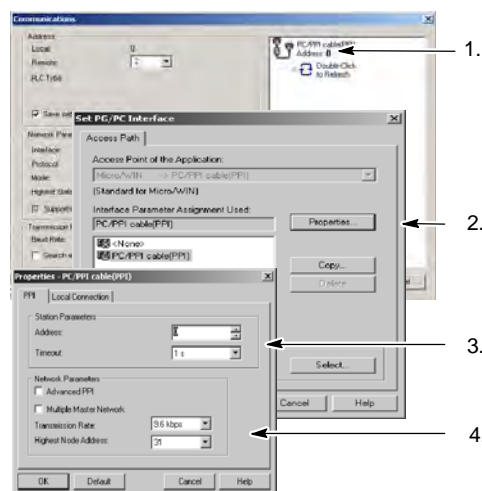 Communications
Address
Local: 0
Remote: 2
PLC Type
Save set
Network Para
Interface:
Protocol:
Mode:
Highest Stati
Supports
Transmission
Baud Rate:
Search a
PC/PPI cable(PPI)
Address: 0
Double-Click
to Refresh
1.
Set PG/PC Interface
Access Path
Access Point of the Application:
Micro/WIN -> PC/PPI cable(PPI)
(Standard for Micro/WIN)
Interface Parameter Assignment Used:
PC/PPI cable(PPI)
Properties...
2.
<None>
PC/PPI cable(PPI)
Copy...
Delete
Select...
Cancel
Help
Properties - PC/PPI cable(PPI)
PPI
Local Connection
Station Parameters
Address:
Timeout: 1 s
3.
Network Parameters
Advanced PPI
Multiple Master Network
Transmission Rate: 9.6 kbps
Highest Node Address: 31
4
OK
Default
Cancel
Help